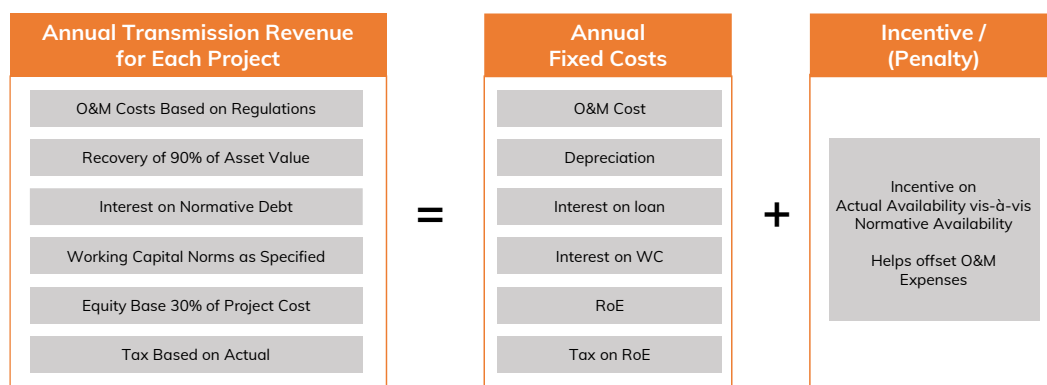 Annual Transmission Revenue
for Each Project
O&M Costs Based on Regulations
Recovery of 90% of Asset Value
Interest on Normative Debt
Working Capital Norms as Specified
Equity Base 30% of Project Cost
Tax Based on Actual
=
Annual
Fixed Costs
O&M Cost
Depreciation
Interest on loan
Interest on WC
RoE
Tax on RoE
+
Incentive /
(Penalty)
Incentive on
Actual Availability vis-à-vis
Normative Availability
Helps offset O&M
Expenses